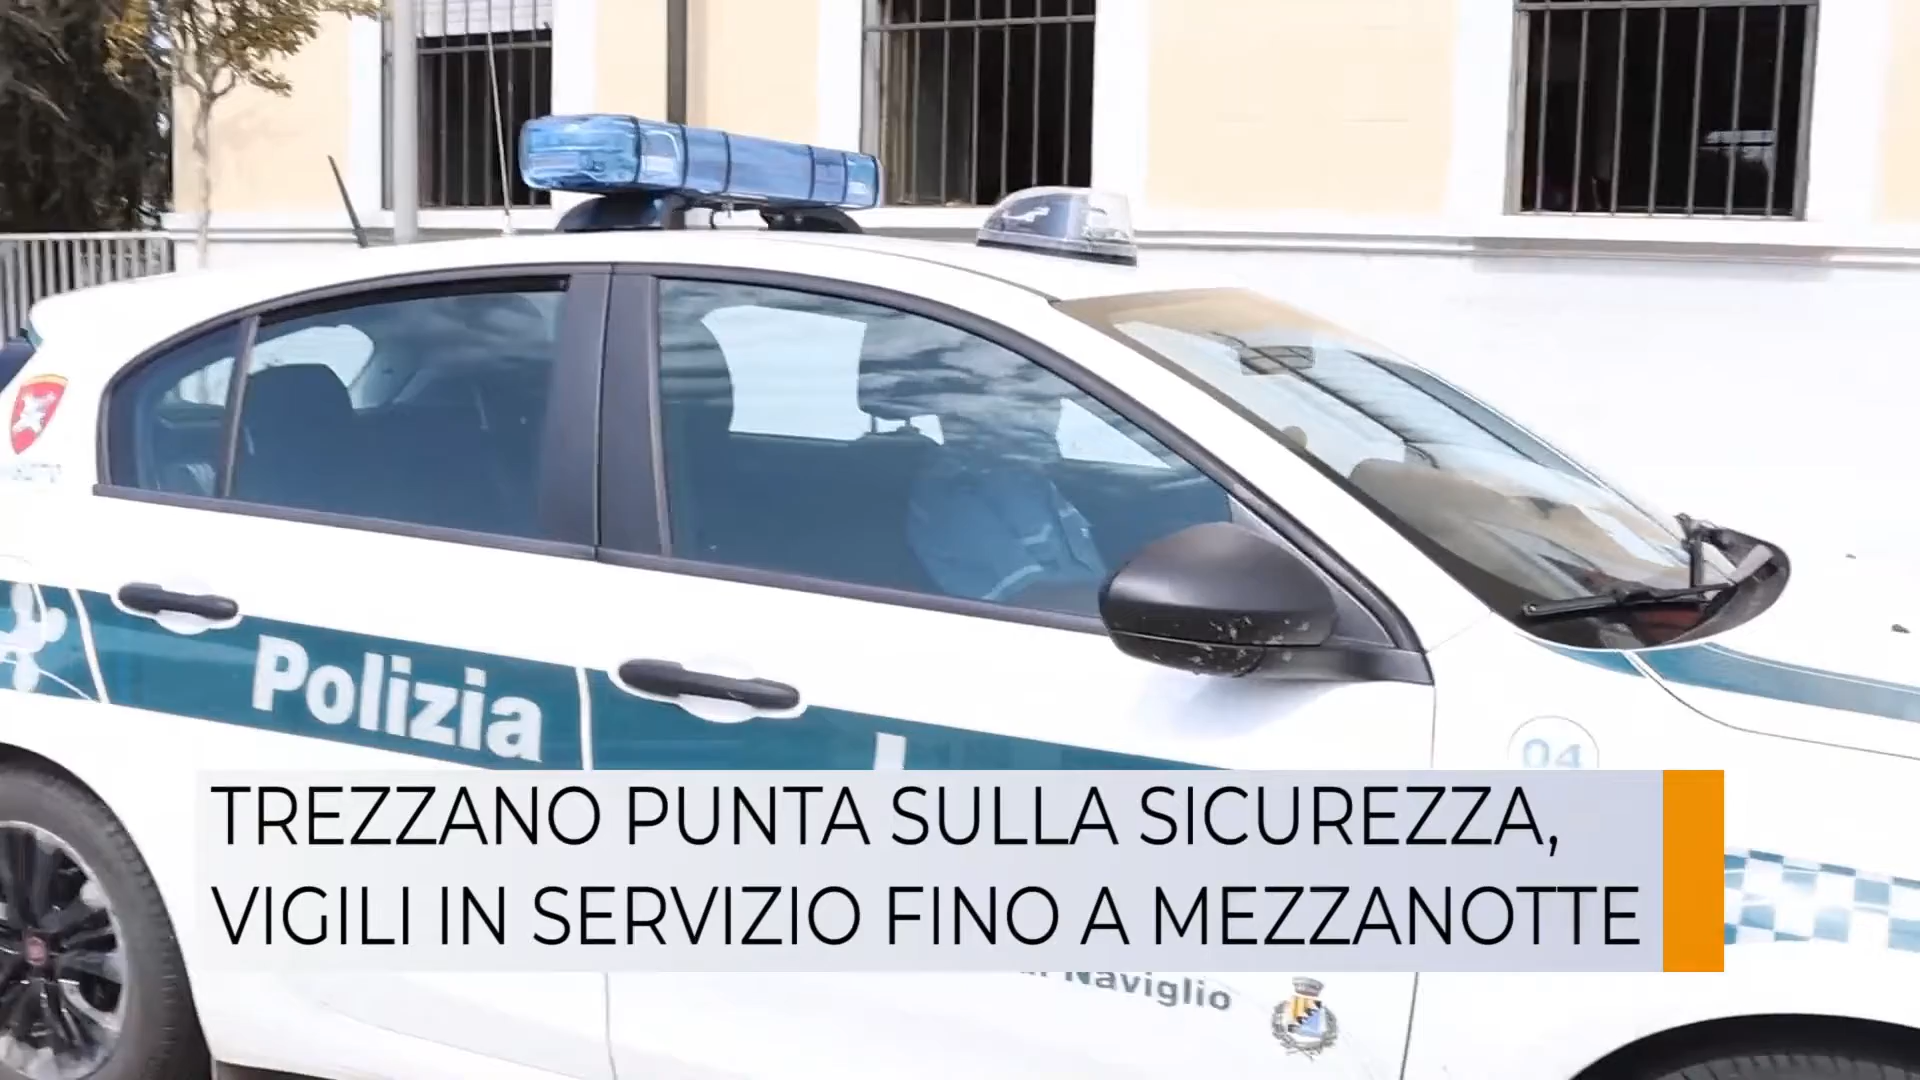 Polizia
04
TREZZANO PUNTA SULLA SICUREZZA,
VIGILI IN SERVIZIO FINO A MEZZANOTTE
Naviglio